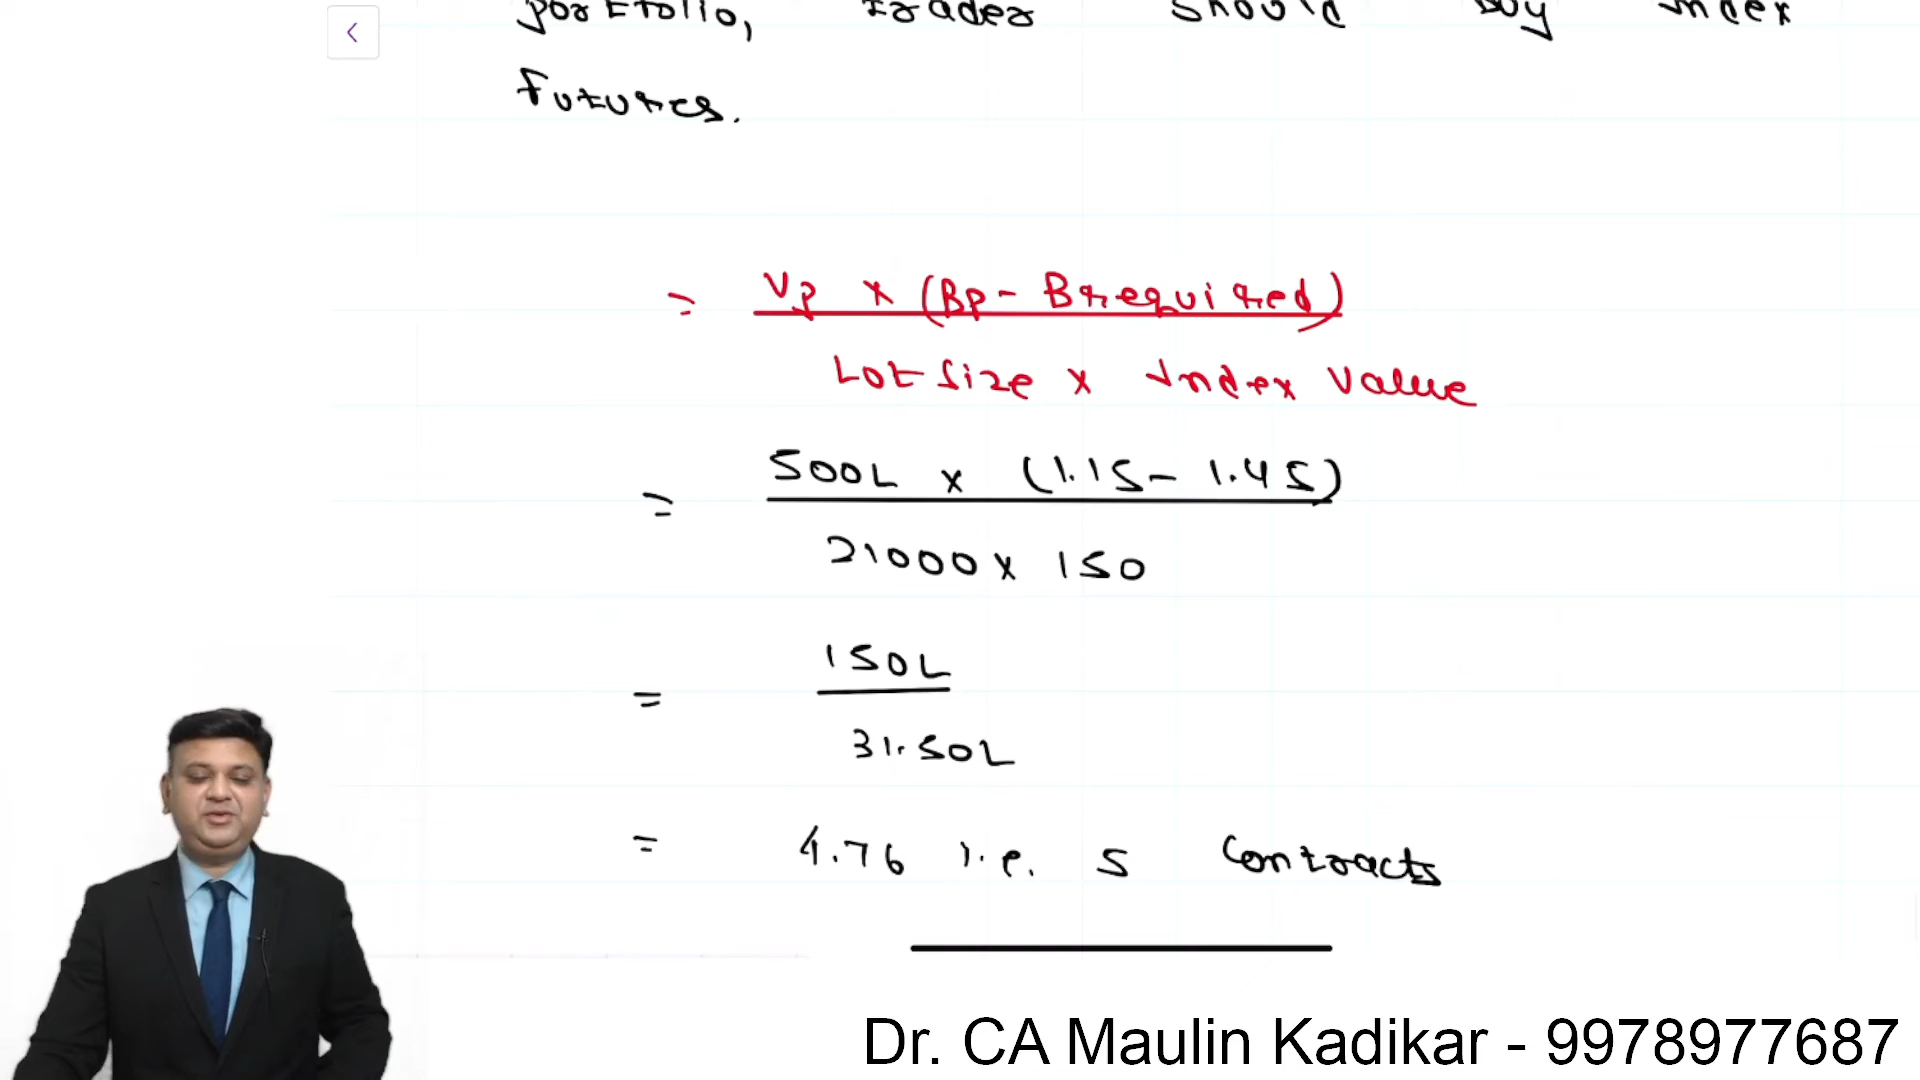 portfolio, trader should buy index
futures.
= Vp x (Bp - Brequired)
Lot size x Index Value
= 500L x (1.15 - 1.45)
21000 x 150
= 150L
31.50L
= 4.76 i.e. 5 contracts
Dr. CA Maulin Kadikar - 9978977687